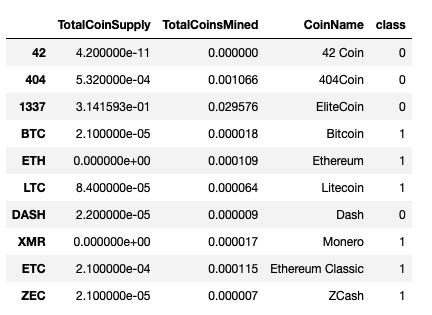 TotalCoinSupply TotalCoinsMined CoinName class
42 4.200000e-11 0.000000 42 Coin 0
404 5.320000e-04 0.001066 404Coin 0
1337 3.141593e-01 0.029576 EliteCoin 0
BTC 2.100000e-05 0.000018 Bitcoin 1
ETH 0.000000e+00 0.000109 Ethereum 1
LTC 8.400000e-05 0.000064 Litecoin 1
DASH 2.200000e-05 0.000009 Dash 0
XMR 0.000000e+00 0.000017 Monero 1
ETC 2.100000e-04 0.000115 Ethereum Classic 1
ZEC 2.100000e-05 0.000007 ZCash 1